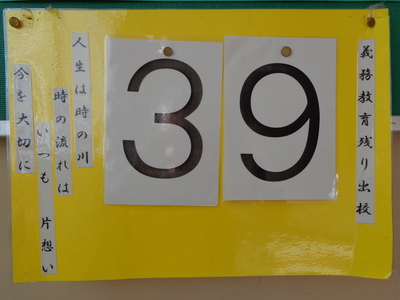 義務教育残り出校
39
人生は時の川
時の流れは
いつも 片想い
今を大切に